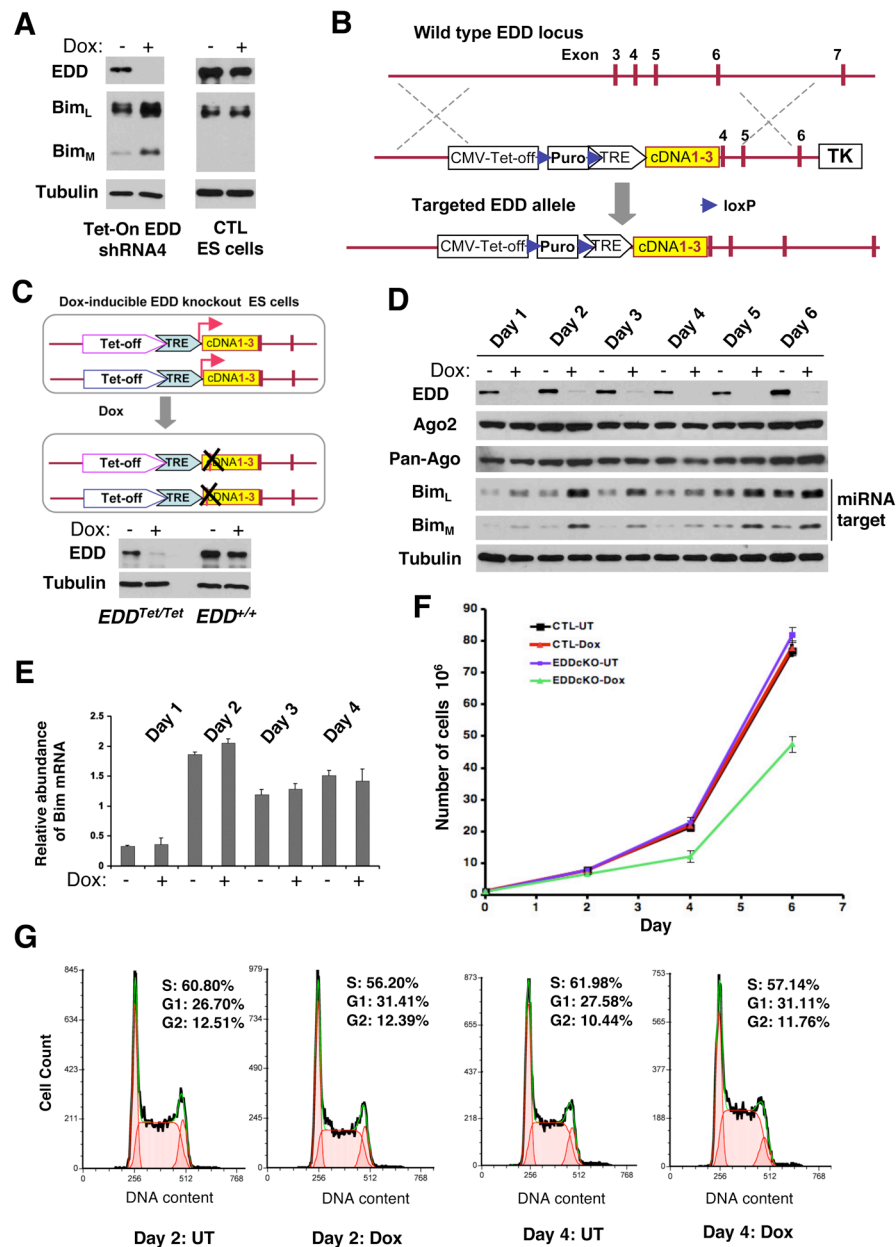 A
Dox: - + - +
EDD
BimL
BimM
Tubulin
Tet-On EDD shRNA4
CTL ES cells
B
Wild type EDD locus
Exon 3 4 5 6 7
4 5 6
CMV-Tet-off Puro TRE cDNA1-3 TK
Targeted EDD allele
loxP
CMV-Tet-off Puro TRE cDNA1-3
C
Dox-inducible EDD knockout ES cells
Tet-off TRE cDNA1-3
Tet-off TRE cDNA1-3
Dox
Tet-off TRE cDNA1-3
Tet-off TRE cDNA1-3
Dox: - + - +
EDD
Tubulin
EDDTet/Tet EDD+/+
D
Day 1 Day 2 Day 3 Day 4 Day 5 Day 6
Dox: - + - + - + - + - + - +
EDD
Ago2
Pan-Ago
BimL
BimM
miRNA target
Tubulin
E
Day 1 Day 2 Day 3 Day 4
Relative abundance of Bim mRNA
2.5
2
1.5
1
0.5
0
Dox: - + - + - + - +
F
CTL-UT
CTL-Dox
EDDcKO-UT
EDDcKO-Dox
Number of cells 10^6
90
80
70
60
50
40
30
20
10
0
0 1 2 3 4 5 6 7
Day
G
Cell Count
845
634
422
211
0
S: 60.80%
G1: 26.70%
G2: 12.51%
0 256 512 768
DNA content
Day 2: UT
979
734
490
245
0
S: 56.20%
G1: 31.41%
G2: 12.39%
0 256 512 768
DNA content
Day 2: Dox
873
655
437
218
0
S: 61.98%
G1: 27.58%
G2: 10.44%
0 256 512 768
DNA content
Day 4: UT
753
565
377
188
0
S: 57.14%
G1: 31.11%
G2: 11.76%
0 256 512 768
DNA content
Day 4: Dox